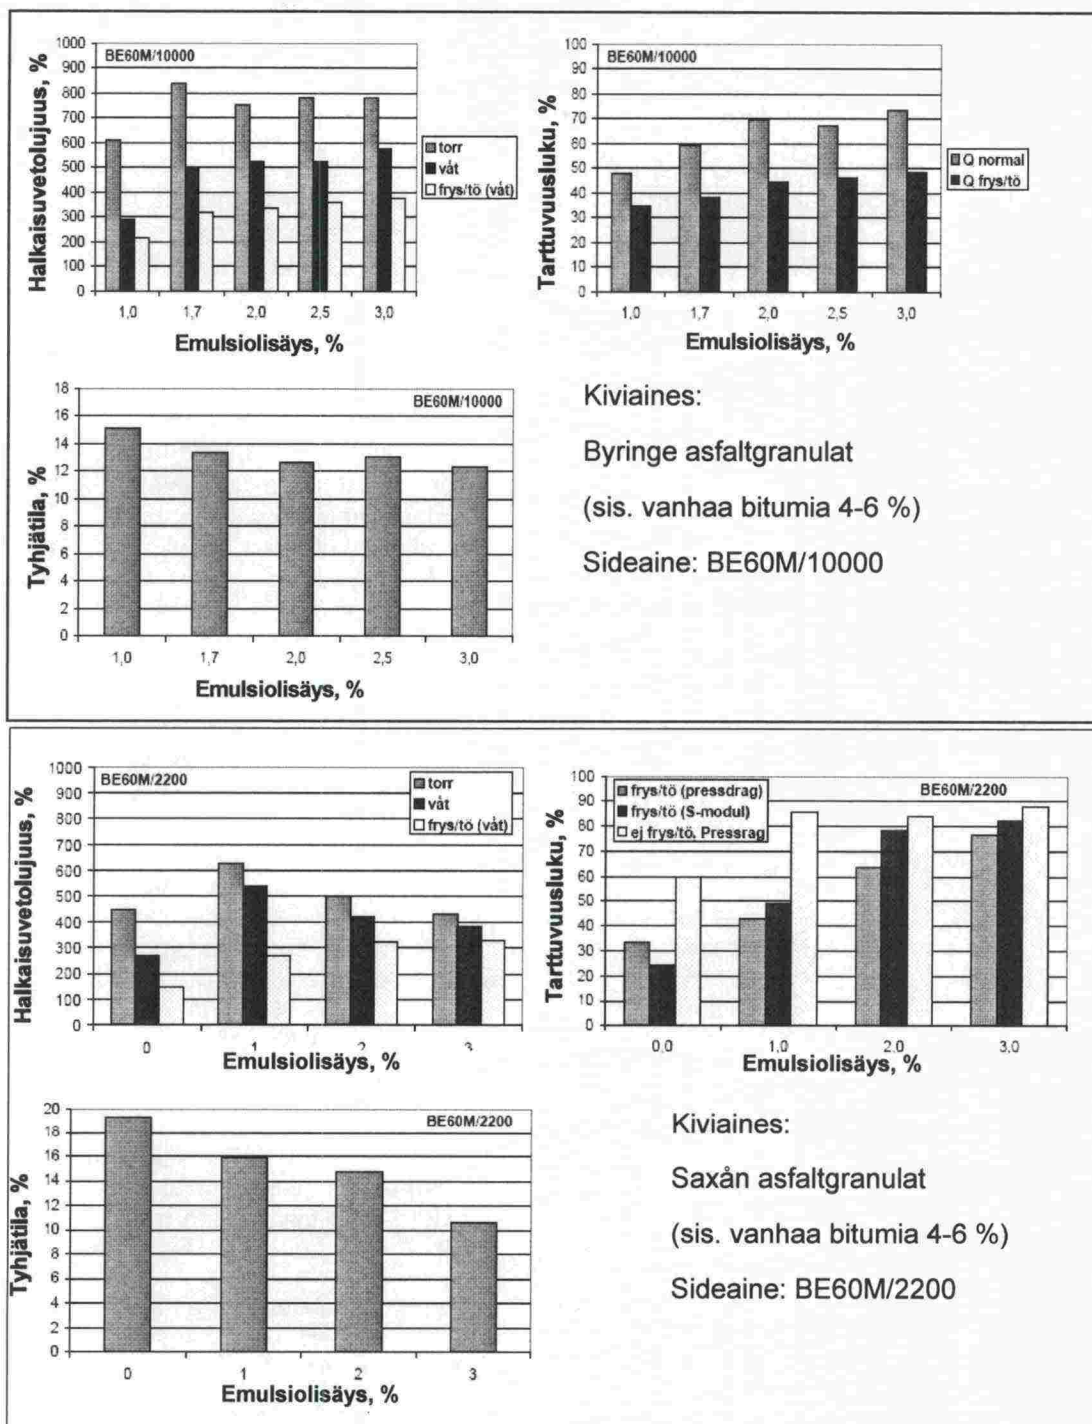 BE60M/10000
Halkaisuvetolujuus, %
1000
900
800
700
600
500
400
300
200
100
0
1,0 1,7 2,0 2,5 3,0
Emulsiolisäys, %
torr
våt
frys/tö (våt)
BE60M/10000
Tarttuvuusluku, %
100
90
80
70
60
50
40
30
20
10
0
1,0 1,7 2,0 2,5 3,0
Emulsiolisäys, %
Q normal
Q frys/tö
BE60M/10000
Tyhjätila, %
18
16
14
12
10
8
6
4
2
0
1,0 1,7 2,0 2,5 3,0
Emulsiolisäys, %
Kiviaines:
Byringe asfaltgranulat
(sis. vanhaa bitumia 4-6 %)
Sideaine: BE60M/10000
BE60M/2200
Halkaisuvetolujuus, %
1000
900
800
700
600
500
400
300
200
100
0
0 1 2 3
Emulsiolisäys, %
torr
våt
frys/tö (våt)
BE60M/2200
Tarttuvuusluku, %
100
90
80
70
60
50
40
30
20
10
0
0,0 1,0 2,0 3,0
Emulsiolisäys, %
frys/tö (pressdrag)
frys/tö (S-modul)
ej frys/tö, Pressrag
BE60M/2200
Tyhjätila, %
20
18
16
14
12
10
8
6
4
2
0
0 1 2 3
Emulsiolisäys, %
Kiviaines:
Saxån asfaltgranulat
(sis. vanhaa bitumia 4-6 %)
Sideaine: BE60M/2200